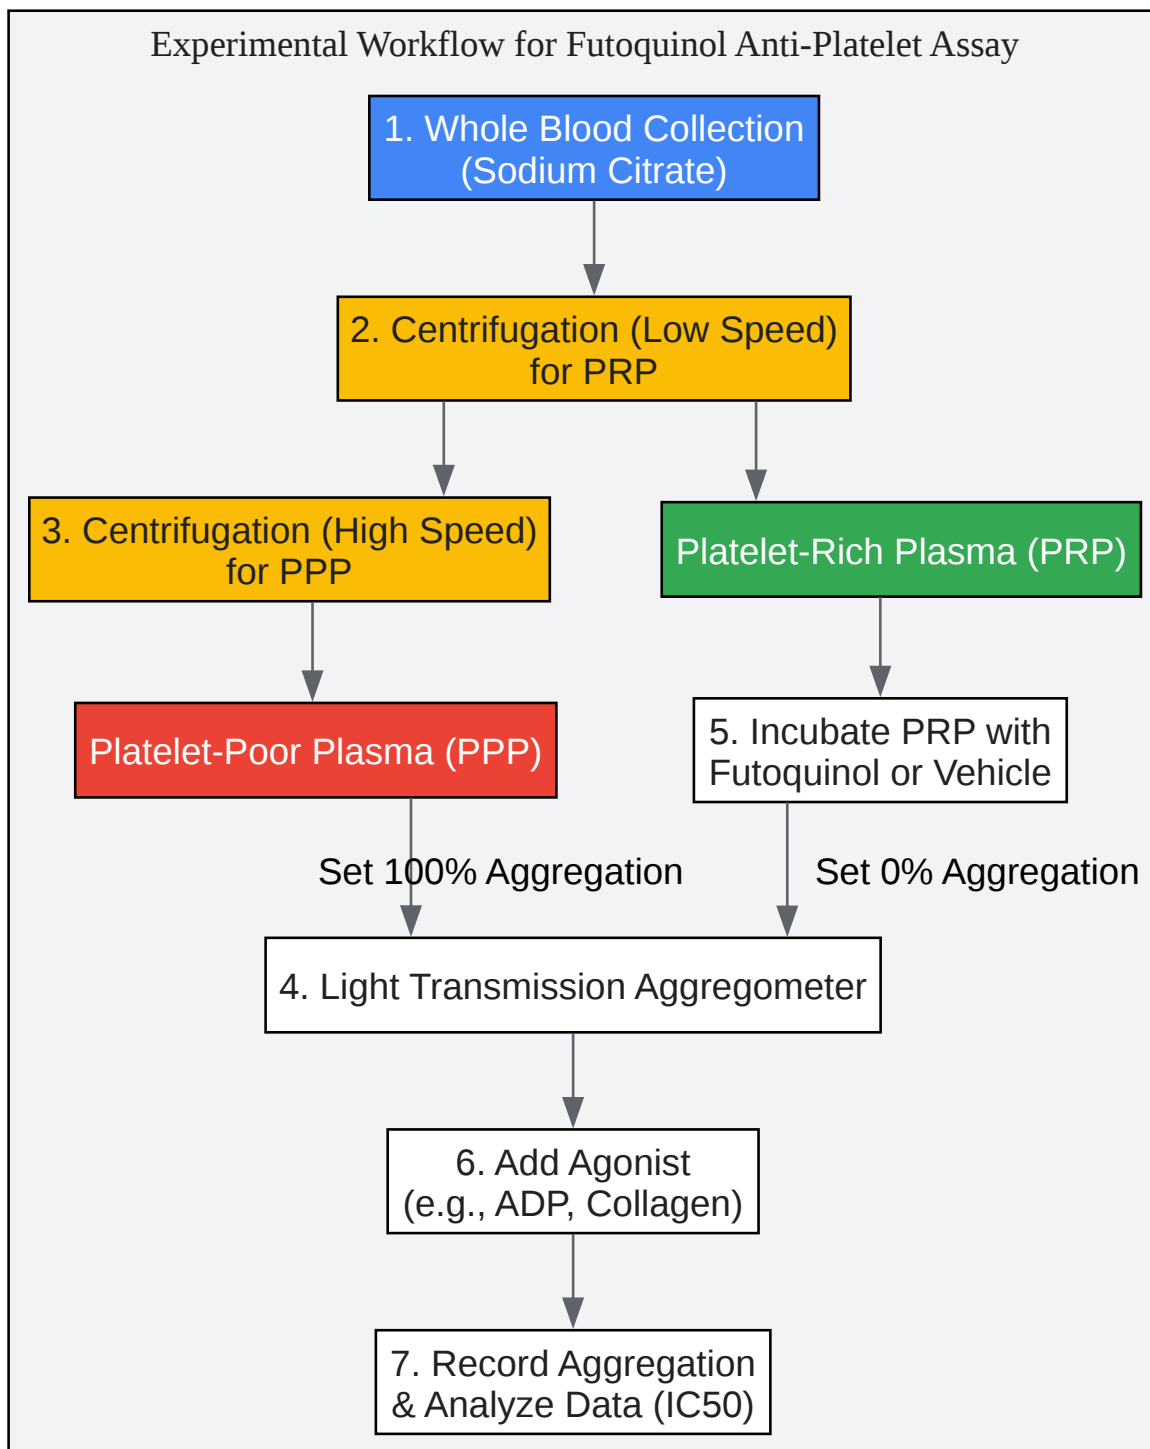 Experimental Workflow for Futoquinol Anti-Platelet Assay
1. Whole Blood Collection
(Sodium Citrate)
2. Centrifugation (Low Speed)
for PRP
3. Centrifugation (High Speed)
for PPP
Platelet-Rich Plasma (PRP)
Platelet-Poor Plasma (PPP)
5. Incubate PRP with
Futoquinol or Vehicle
Set 100% Aggregation
Set 0% Aggregation
4. Light Transmission Aggregometer
6. Add Agonist
(e.g., ADP, Collagen)
7. Record Aggregation
& Analyze Data (IC50)